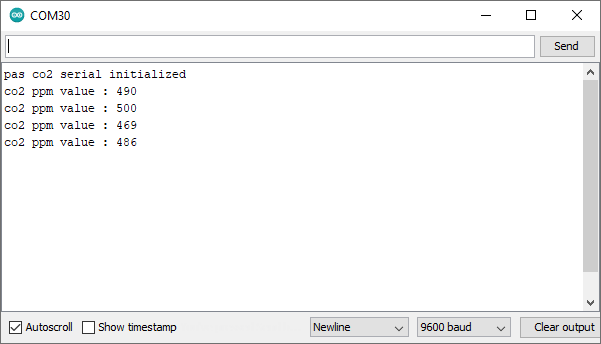 COM30
Send
pas co2 serial initialized
co2 ppm value : 490
co2 ppm value : 500
co2 ppm value : 469
co2 ppm value : 486
Autoscroll Show timestamp Newline 9600 baud Clear output